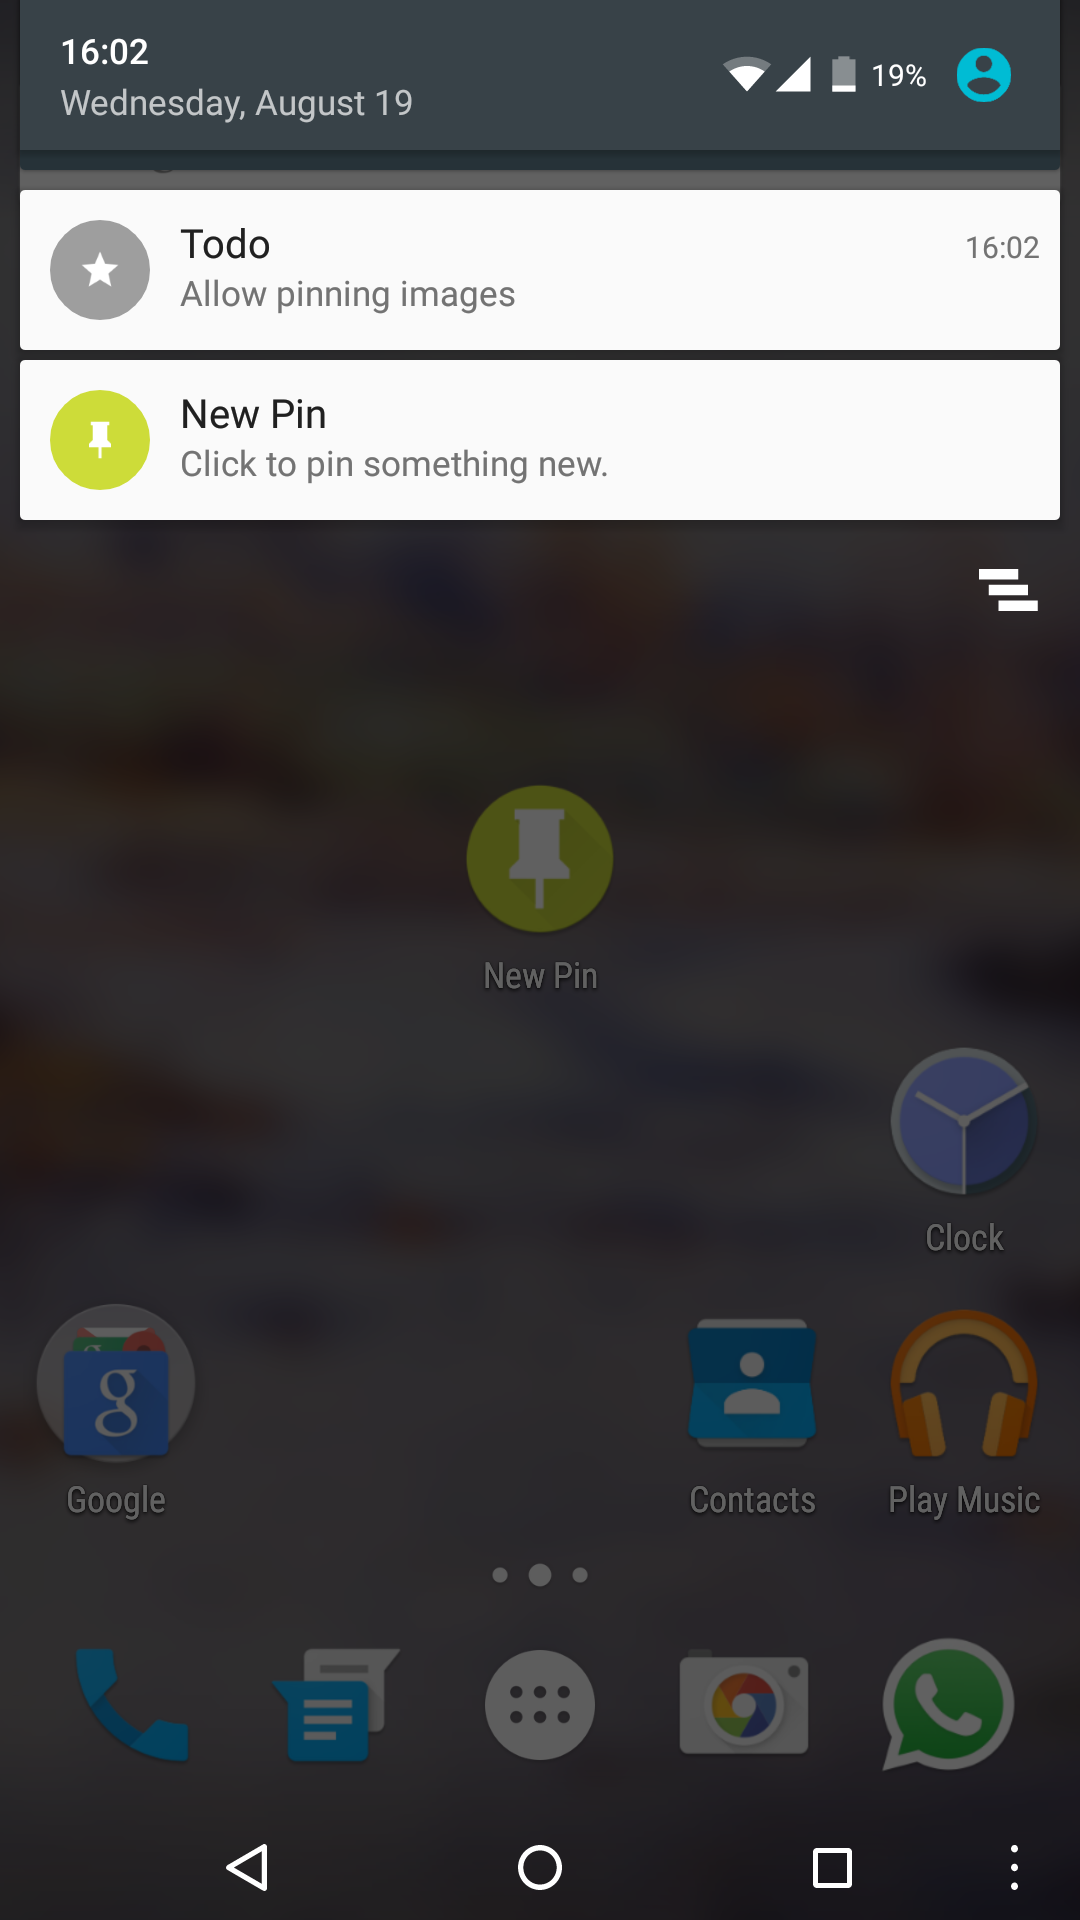 16:02
Wednesday, August 19
19%
Todo
16:02
Allow pinning images
New Pin
Click to pin something new.
New Pin
Clock
Google
Contacts
Play Music